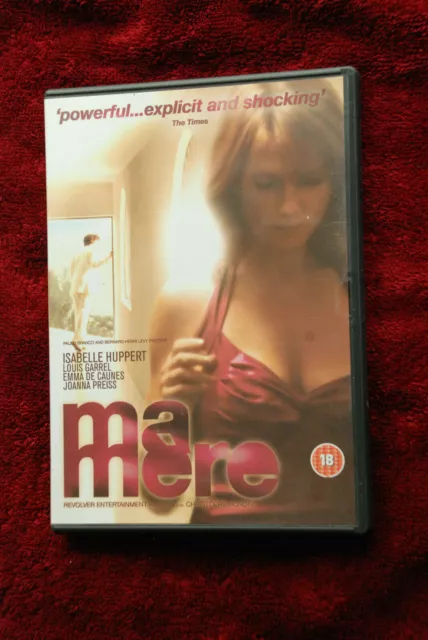 'powerful...explicit and shocking'
The Times
ISABELLE HUPPERT
LOUIS GARREL
EMMA DE CAUNES
JOANNA PREISS
ma
mère
18
REVOLVER ENTERTAINMENT